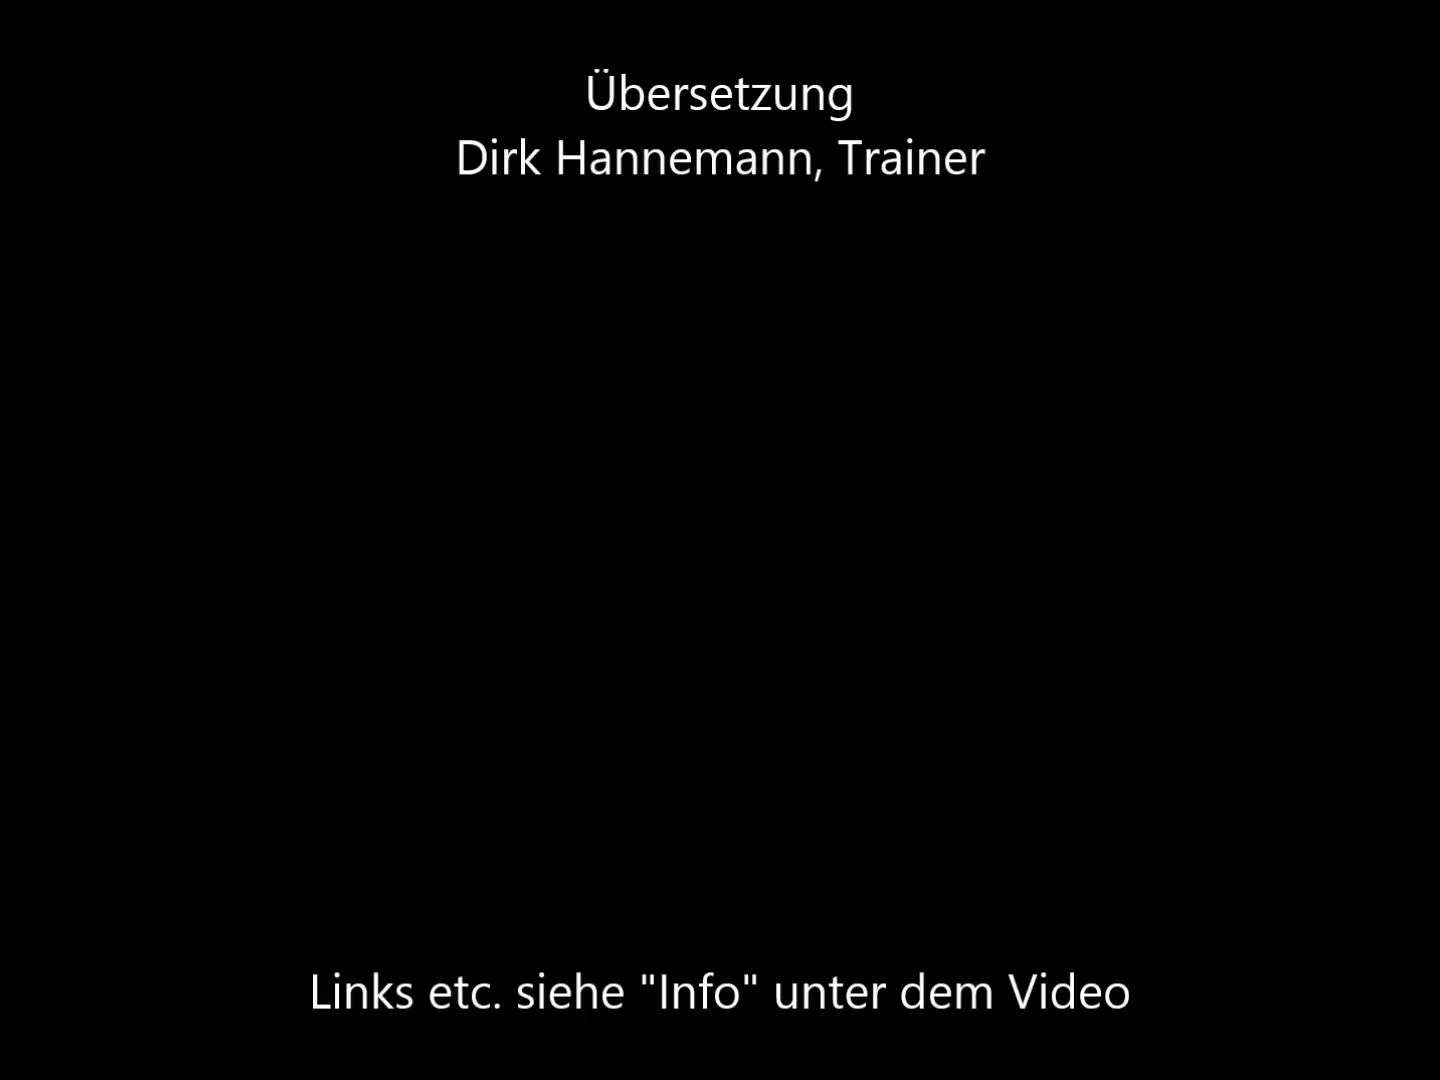 Übersetzung
Dirk Hannemann, Trainer
Links etc. siehe "Info" unter dem Video